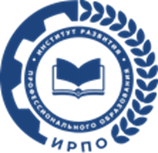 • ИНСТИТУТ РАЗВИТИЯ •
ПРОФЕССИОНАЛЬНОГО ОБРАЗОВАНИЯ
ИРПО